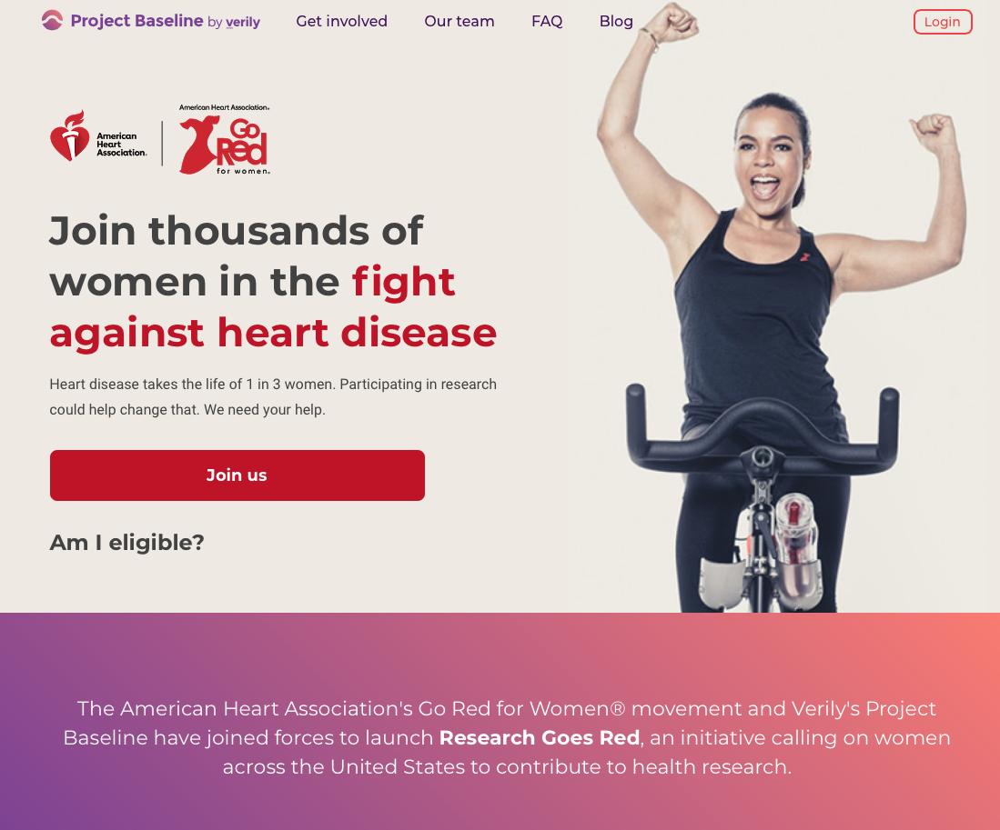 Project Baseline by verily
Get involved
Our team
FAQ
Blog
Login
American
Heart
Association.
American Heart Association.
Go
Red
for women.
Join thousands of
women in the fight
against heart disease
Heart disease takes the life of 1 in 3 women. Participating in research
could help change that. We need your help.
Join us
Am I eligible?
The American Heart Association's Go Red for Women® movement and Verily's Project
Baseline have joined forces to launch Research Goes Red, an initiative calling on women
across the United States to contribute to health research.